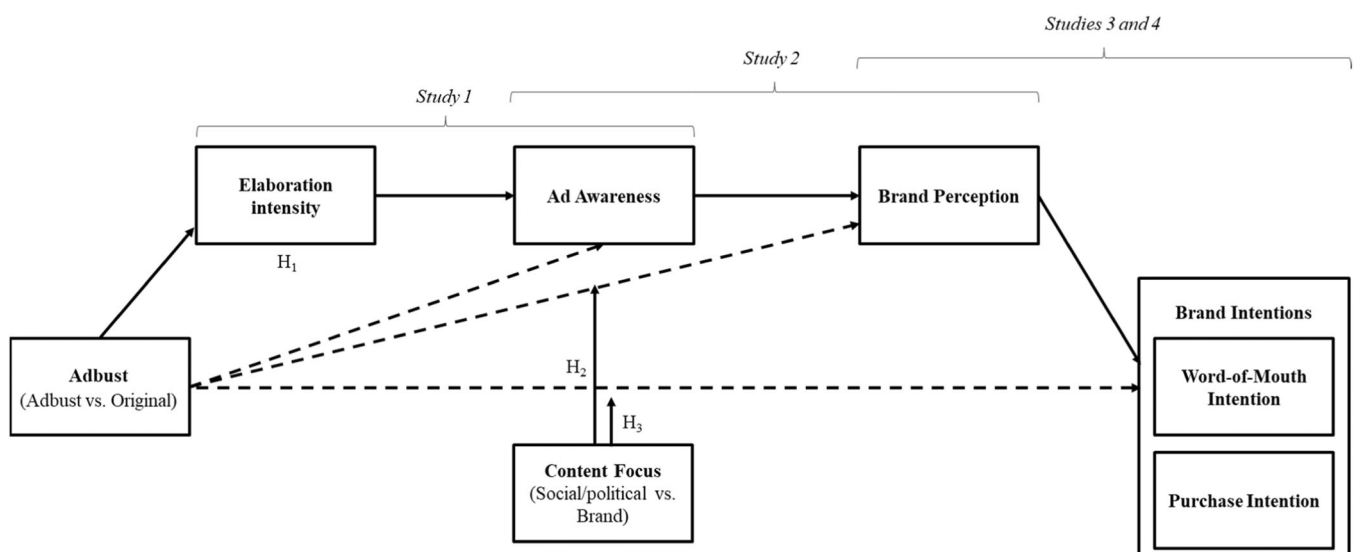 Studies 3 and 4
Study 2
Study 1
Elaboration
intensity
Ad Awareness
Brand Perception
H₁
Brand Intentions
Adbust
(Adbust vs. Original)
H₂
Word-of-Mouth
Intention
H₃
Content Focus
(Social/political vs.
Brand)
Purchase Intention